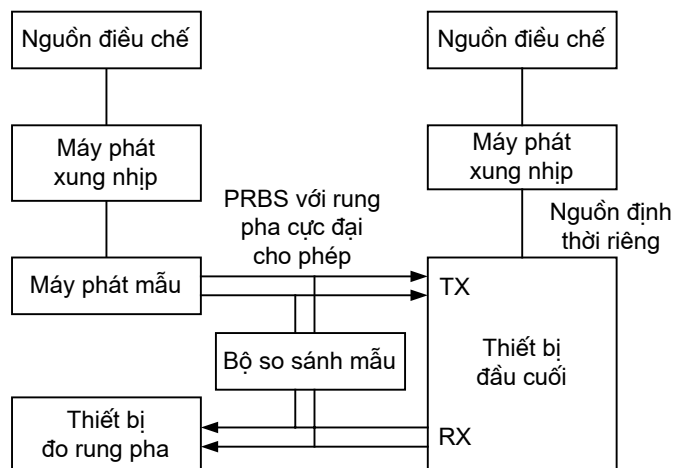 Nguồn điều chế
Nguồn điều chế
Máy phát
xung nhịp
Máy phát
xung nhịp
PRBS với rung
pha cực đại
cho phép
Nguồn định
thời riêng
Máy phát mẫu
TX
Bộ so sánh mẫu
Thiết bị
đầu cuối
Thiết bị
đo rung pha
RX